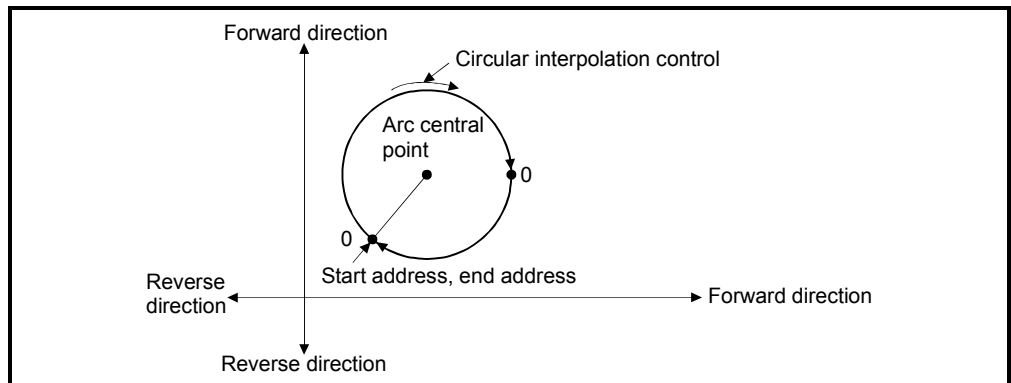 Forward direction
Circular interpolation control
Arc central
point
0
0
Start address, end address
Reverse
direction
Forward direction
Reverse direction